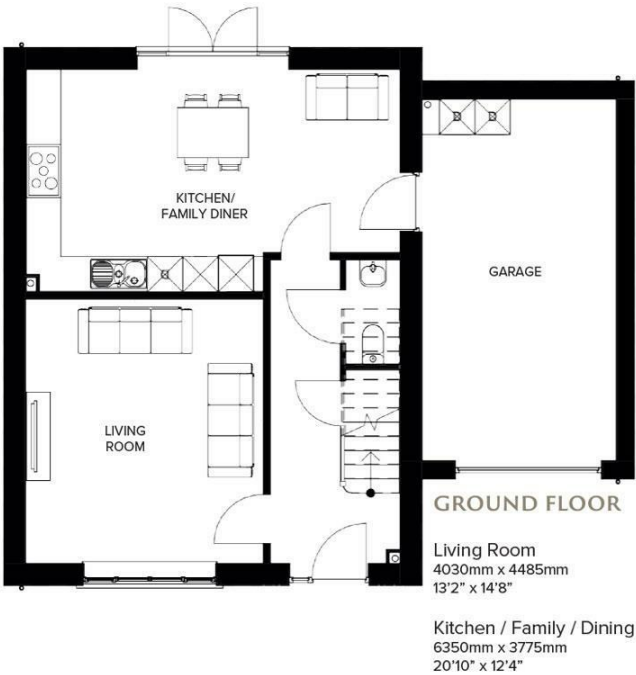 KITCHEN/
FAMILY DINER
GARAGE
LIVING
ROOM
GROUND FLOOR
Living Room
4030mm x 4485mm
13'2" x 14'8"
Kitchen / Family / Dining
6350mm x 3775mm
20'10" x 12'4"